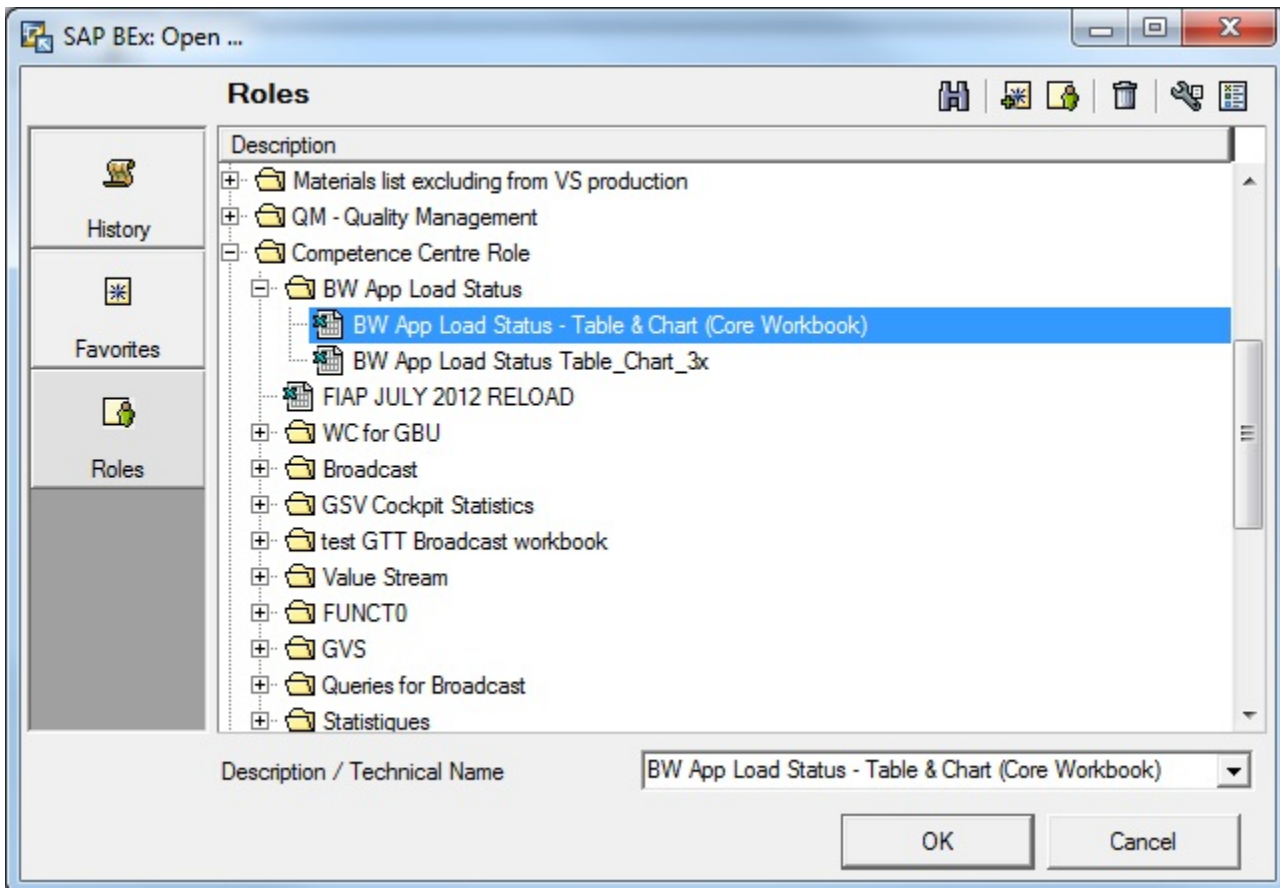 SAP BEx: Open ...
Roles
Description
History
Favorites
Roles
Materials list excluding from VS production
QM - Quality Management
Competence Centre Role
BW App Load Status
BW App Load Status - Table & Chart (Core Workbook)
BW App Load Status Table_Chart_3x
FIAP JULY 2012 RELOAD
WC for GBU
Broadcast
GSV Cockpit Statistics
test GTT Broadcast workbook
Value Stream
FUNCT0
GVS
Queries for Broadcast
Statistiques
Description / Technical Name
BW App Load Status - Table & Chart (Core Workbook)
OK
Cancel